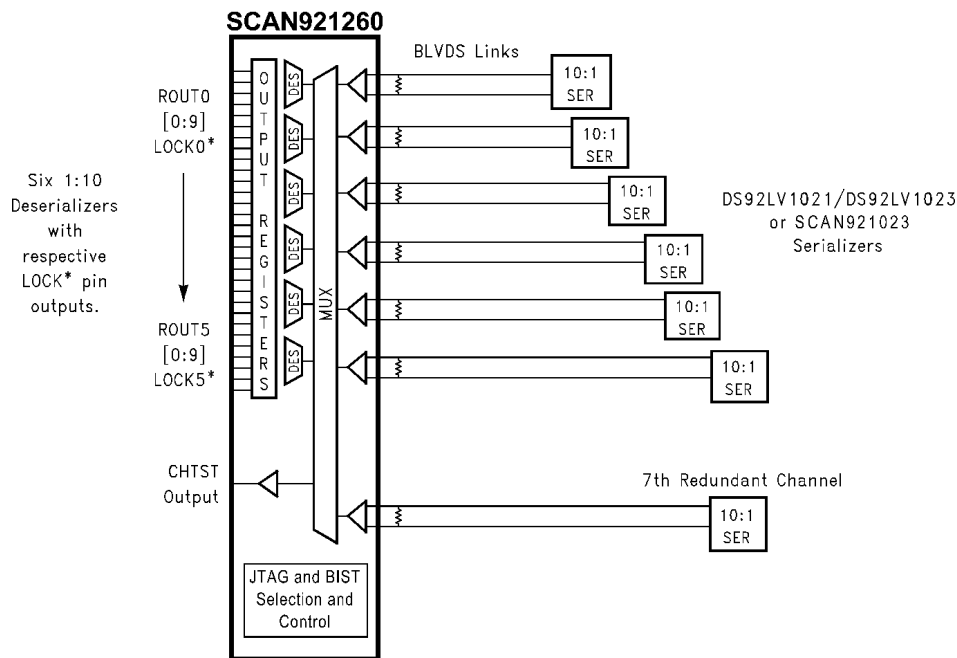 SCAN921260
BLVDS Links
ROUT0
[0:9]
LOCK0*
Six 1:10
Deserializers
with
respective
LOCK* pin
outputs.
ROUT5
[0:9]
LOCK5*
OUTPUT REGISTERS
DES
DES
DES
DES
DES
DES
MUX
10:1
SER
10:1
SER
10:1
SER
10:1
SER
10:1
SER
10:1
SER
DS92LV1021/DS92LV1023
or SCAN921023
Serializers
CHTST
Output
7th Redundant Channel
10:1
SER
JTAG and BIST
Selection and
Control